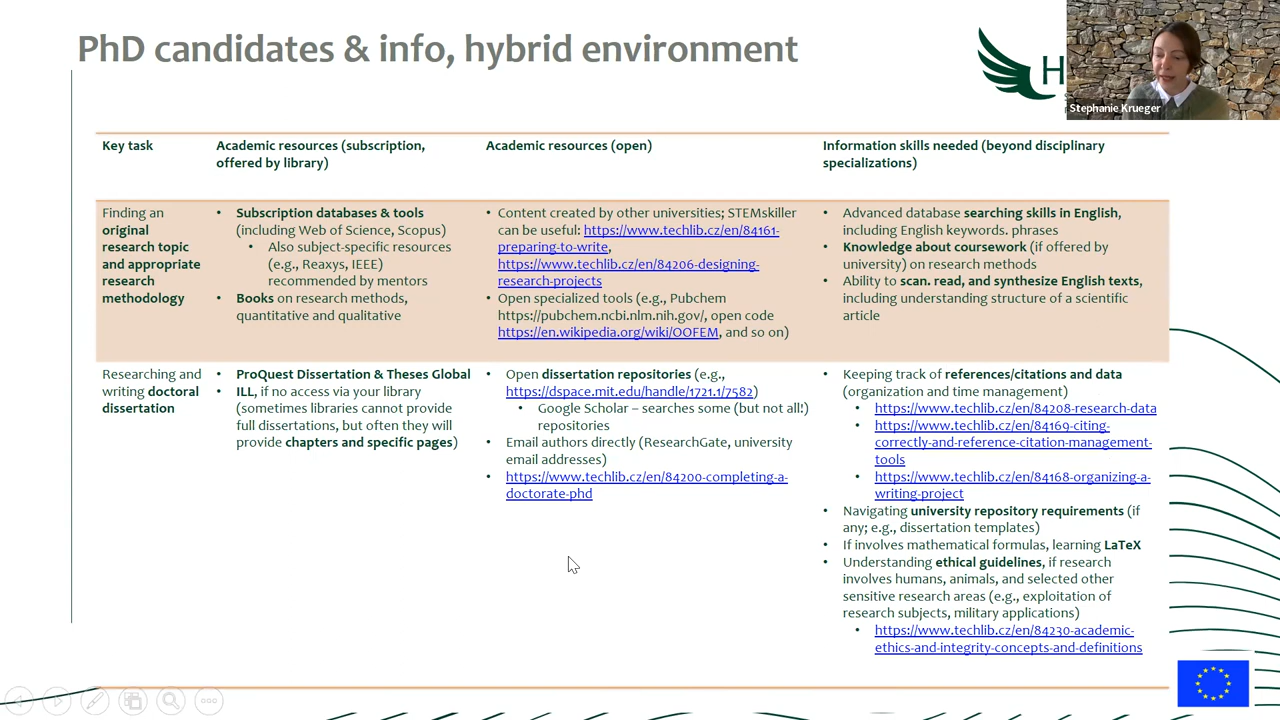 PhD candidates & info, hybrid environment
H
Stephanie Krueger
Key task
Academic resources (subscription,
offered by library)
Academic resources (open)
Information skills needed (beyond disciplinary
specializations)
Finding an
original
research topic
and appropriate
research
methodology
• Subscription databases & tools
(including Web of Science, Scopus)
• Also subject-specific resources
(e.g., Reaxys, IEEE)
recommended by mentors
• Books on research methods,
quantitative and qualitative
• Content created by other universities; STEMskiller
can be useful: https://www.techlib.cz/en/84161-
preparing-to-write,
https://www.techlib.cz/en/84206-designing-
research-projects
• Open specialized tools (e.g., Pubchem
https://pubchem.ncbi.nlm.nih.gov/, open code
https://en.wikipedia.org/wiki/OOFEM, and so on)
• Advanced database searching skills in English,
including English keywords. phrases
• Knowledge about coursework (if offered by
university) on research methods
• Ability to scan. read, and synthesize English texts,
including understanding structure of a scientific
article
Researching and
writing doctoral
dissertation
• ProQuest Dissertation & Theses Global
• ILL, if no access via your library
(sometimes libraries cannot provide
full dissertations, but often they will
provide chapters and specific pages)
• Open dissertation repositories (e.g.,
https://dspace.mit.edu/handle/1721.1/7582)
• Google Scholar – searches some (but not all!)
repositories
• Email authors directly (ResearchGate, university
email addresses)
• https://www.techlib.cz/en/84200-completing-a-
doctorate-phd
• Keeping track of references/citations and data
(organization and time management)
• https://www.techlib.cz/en/84208-research-data
• https://www.techlib.cz/en/84169-citing-
correctly-and-reference-citation-management-
tools
• https://www.techlib.cz/en/84168-organizing-a-
writing-project
• Navigating university repository requirements (if
any; e.g., dissertation templates)
• If involves mathematical formulas, learning LaTeX
• Understanding ethical guidelines, if research
involves humans, animals, and selected other
sensitive research areas (e.g., exploitation of
research subjects, military applications)
• https://www.techlib.cz/en/84230-academic-
ethics-and-integrity-concepts-and-definitions